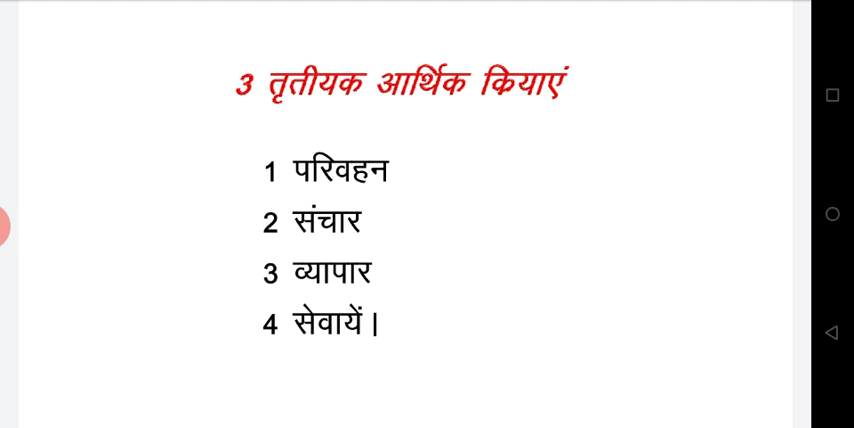 3 तृतीयक आर्थिक क्रियाएं
1 परिवहन
2 संचार
3 व्यापार
4 सेवायें |